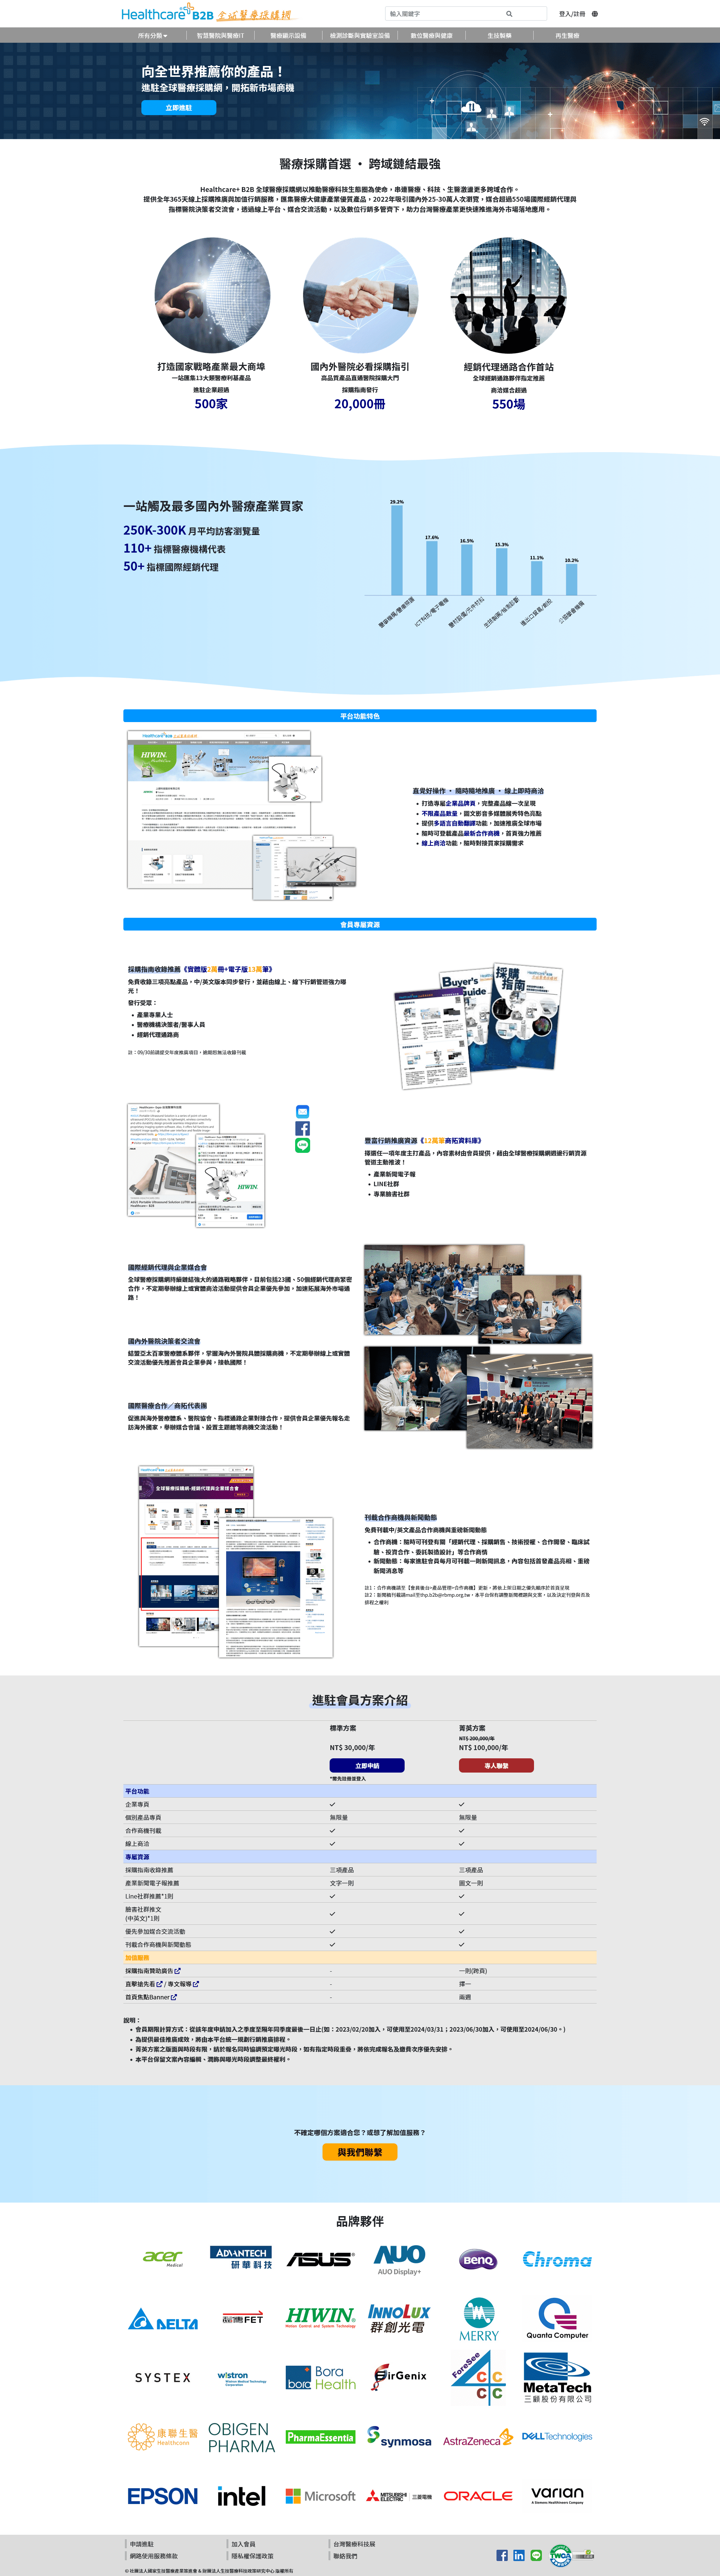 Healthcare+ B2B 全球醫療採購網
輸入關鍵字
登入/註冊
所有分類
智慧醫院與醫療IT
醫療顯示設備
檢測診斷與實驗室設備
數位醫療與健康
生技製藥
再生醫療
向全世界推薦你的產品！
進駐全球醫療採購網，開拓新市場商機
立即進駐
醫療採購首選 · 跨域鏈結最強
Healthcare+ B2B 全球醫療採購網以推動醫療科技生態圈為使命，串連醫療、科技、生醫激盪更多跨域合作。
提供全年365天線上採購推廣與加值行銷服務，匯集醫療大健康產業優質產品，2022年吸引國內外25-30萬人次瀏覽，媒合超過550場國際經銷代理與
指標醫院決策者交流會，透過線上平台、媒合交流活動，以及數位行銷多管齊下，助力台灣醫療產業更快速推進海外市場落地應用。
打造國家戰略產業最大商埠
一站匯集13大類醫療利基產品
進駐企業超過
500家
國內外醫院必看採購指引
高品質產品直通醫院採購大門
採購指南發行
20,000冊
經銷代理通路合作首站
全球經銷通路夥伴指定推薦
商洽媒合超過
550場
一站觸及最多國內外醫療產業買家
250K-300K 月平均訪客瀏覽量
110+ 指標醫療機構代表
50+ 指標國際經銷代理
29.2%
17.6%
16.5%
15.3%
11.1%
10.2%
平台功能特色
直覺好操作 · 隨時隨地推廣 · 線上即時商洽
打造專屬企業品牌頁，完整產品線一次呈現
不限產品數量，圖文影音多媒體展秀特色亮點
提供多語言自動翻譯功能，加速推廣全球市場
隨時可登載產品最新合作商機，首頁強力推薦
線上商洽功能，隨時對接買家採購需求
HIWIN
會員專屬資源
採購指南收錄推薦《實體版2萬冊+電子版13萬筆》
免費收錄三項亮點產品，中/英文版本同步發行，並藉由線上、線下行銷管道強力曝
光！
發行受眾：
產業專業人士
醫療機構決策者/醫事人員
經銷代理通路商
註：09/30前請提交年度推廣項目，逾期恕無法收錄刊載
Buyer's
Guide
採購
指南
豐富行銷推廣資源《12萬筆商拓資料庫》
擇選任一項年度主打產品，內容素材由會員提供，藉由全球醫療採購網週週行銷資源
管道主動推波！
產業新聞電子報
LINE社群
專業臉書社群
HIWIN
國際經銷代理與企業媒合會
全球醫療採購網持續鏈結強大的通路戰略夥伴，目前包括23國、50個經銷代理商緊密
合作，不定期舉辦線上或實體商洽活動提供會員企業優先參加，加速拓展海外市場通
路！
國內外醫院決策者交流會
結盟亞太百家醫療體系夥伴，掌握海內外醫院具體採購商機，不定期舉辦線上或實體
交流活動優先推薦會員企業參與，接軌國際！
國際醫療合作／商拓代表團
促進與海外醫療體系、醫院協會、指標通路企業對接合作，提供會員企業優先報名走
訪海外國家，舉辦媒合會議、設置主題館等商機交流活動！
全球醫療採購網-經銷代理與企業媒合會
刊載合作商機與新聞動態
免費刊載中/英文產品合作商機與重磅新聞動態
合作商機：隨時可刊登有關「經銷代理、採購銷售、技術授權、合作開發、臨床試
驗、投資合作、委託製造設計」等合作商情
新聞動態：每家進駐會員每月可刊載一則新聞訊息，內容包括首發產品亮相、重磅
新聞消息等
註1：合作商機請至【會員後台>產品管理>合作商機】更新，將依上架日期之優先順序於首頁呈現
註2：新聞稿刊載請mail至thp.b2b@ibmp.org.tw，本平台保有調整新聞標題與文案，以及決定刊登與否及
排程之權利
進駐會員方案介紹
標準方案
菁英方案
NT$ 200,000/年
NT$ 30,000/年
NT$ 100,000/年
立即申請
專人聯繫
*需先註冊並登入
平台功能
企業專頁
個別產品專頁 無限量 無限量
合作商機刊載
線上商洽
專屬資源
採購指南收錄推薦 三項產品 三項產品
產業新聞電子報推薦 文字一則 圖文一則
Line社群推薦*1則
臉書社群推文
(中英文)*1則
優先參加媒合交流活動
刊載合作商機與新聞動態
加值服務
採購指南贊助廣告 - 一則(跨頁)
直擊搶先看 / 專文報導 - 擇一
首頁焦點Banner - 兩週
說明：
會員期限計算方式：從該年度申請加入之季度至隔年同季度最後一日止(如：2023/02/20加入，可使用至2024/03/31；2023/06/30加入，可使用至2024/06/30。)
為提供最佳推廣成效，將由本平台統一規劃行銷推廣排程。
菁英方案之版面與時段有限，請於報名同時協調預定曝光時段，如有指定時段重疊，將依完成報名及繳費次序優先安排。
本平台保留文案內容編輯、潤飾與曝光時段調整最終權利。
不確定哪個方案適合您？或想了解加值服務？
與我們聯繫
品牌夥伴
acer Medical
ADVANTECH 研華科技
ASUS
AUO AUO Display+
BenQ
Chroma
DELTA
FET
HIWIN Motion Control and System Technology
INNOLUX 群創光電
MERRY
Quanta Computer
SYSTEX
wistron Wistron Medical Technology Corporation
bora Bora Health
AirGenix
ForeSee
MetaTech 三顧股份有限公司
康聯生醫 Healthconn
OBIGEN PHARMA
PharmaEssentia
synmosa
AstraZeneca
DELLTechnologies
EPSON
intel
Microsoft
MITSUBISHI ELECTRIC 三菱電機
ORACLE
varian A Siemens Healthineers Company
申請進駐
加入會員
台灣醫療科技展
網路使用服務條款
隱私權保護政策
聯絡我們
TWCA
© 社團法人國家生技醫療產業策進會 & 財團法人生技醫療科技政策研究中心 版權所有